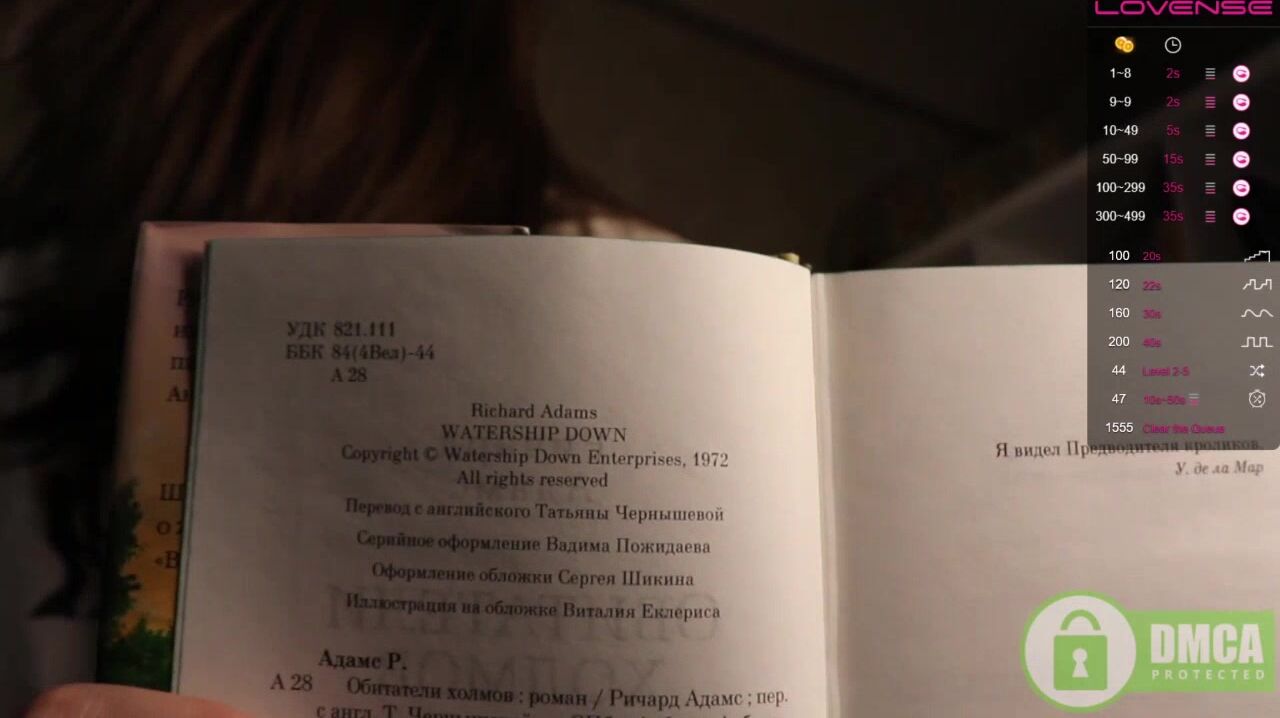 LOVENSE
1~8 2s
9~9 2s
10~49 5s
50~99 15s
100~299 35s
300~499 35s
100 20s
120 22s
160 30s
200 40s
44 Level 2-5
47 10s~50s
1555 Clear the Queue
УДК 821.111
ББК 84(4Вел)-44
А 28
Richard Adams
WATERSHIP DOWN
Copyright © Watership Down Enterprises, 1972
All rights reserved
Перевод с английского Татьяны Чернышевой
Серийное оформление Вадима Пожидаева
Оформление обложки Сергея Шикина
Иллюстрация на обложке Виталия Еклериса
Адамс Р.
А 28 Обитатели холмов : роман / Ричард Адамс ; пер.
с англ. Т.
Я видел Предводителя кроликов.
У. де ла Мар
DMCA
PROTECTED